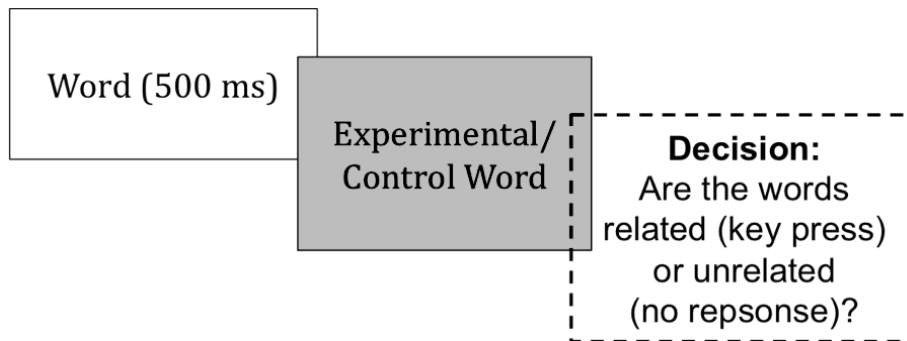 Word (500 ms)
Experimental/
Control Word
Decision:
Are the words
related (key press)
or unrelated
(no repsonse)?